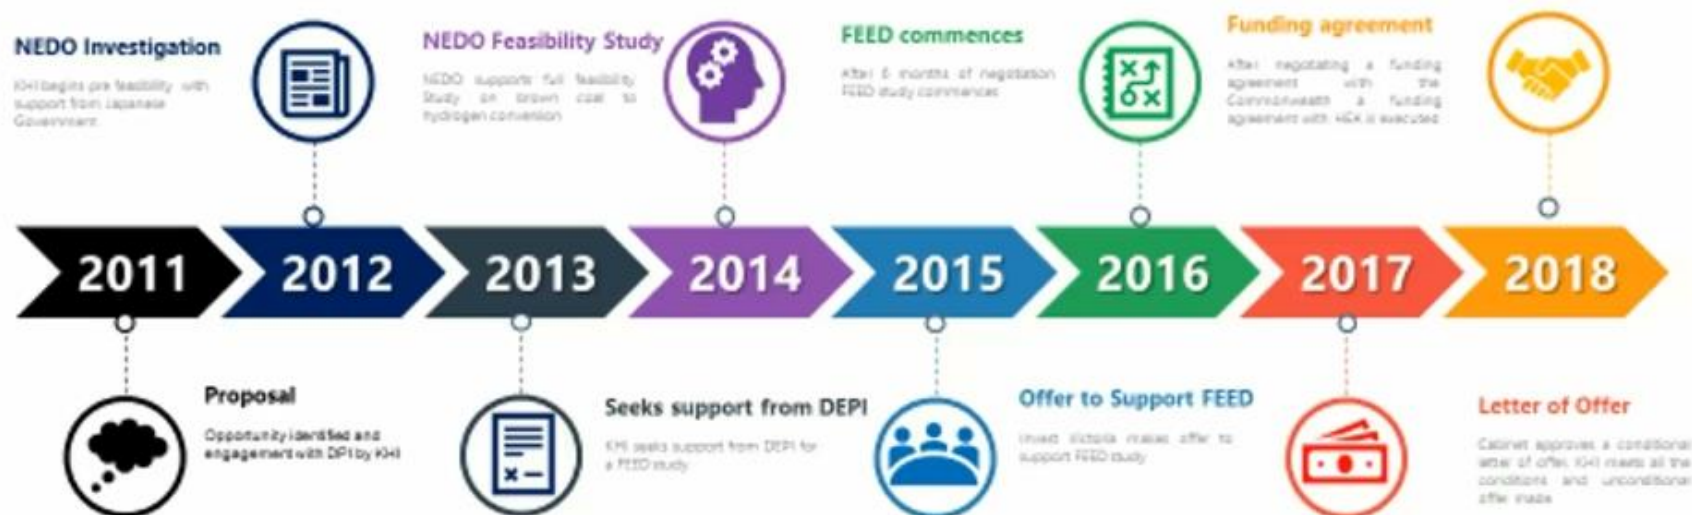 NEDO Investigation
KHI begins pre feasibility with
support from Japanese
Government
NEDO Feasibility Study
NEDO supports full feasibility
Study on brown coal to
hydrogen conversion
FEED commences
After 6 months of negotiation
FEED study commences
Funding agreement
After negotiating a funding
agreement with the
Commonwealth a funding
agreement with HEA is executed
2011
2012
2013
2014
2015
2016
2017
2018
Proposal
Opportunity identified and
engagement with DPI by KHI
Seeks support from DEPI
KHI seeks support from DEPI for
a FEED study
Offer to Support FEED
Invest Victoria makes offer to
support FEED study
Letter of Offer
Cabinet approves a conditional
letter of offer. KHI meets all the
conditions and unconditional
offer made